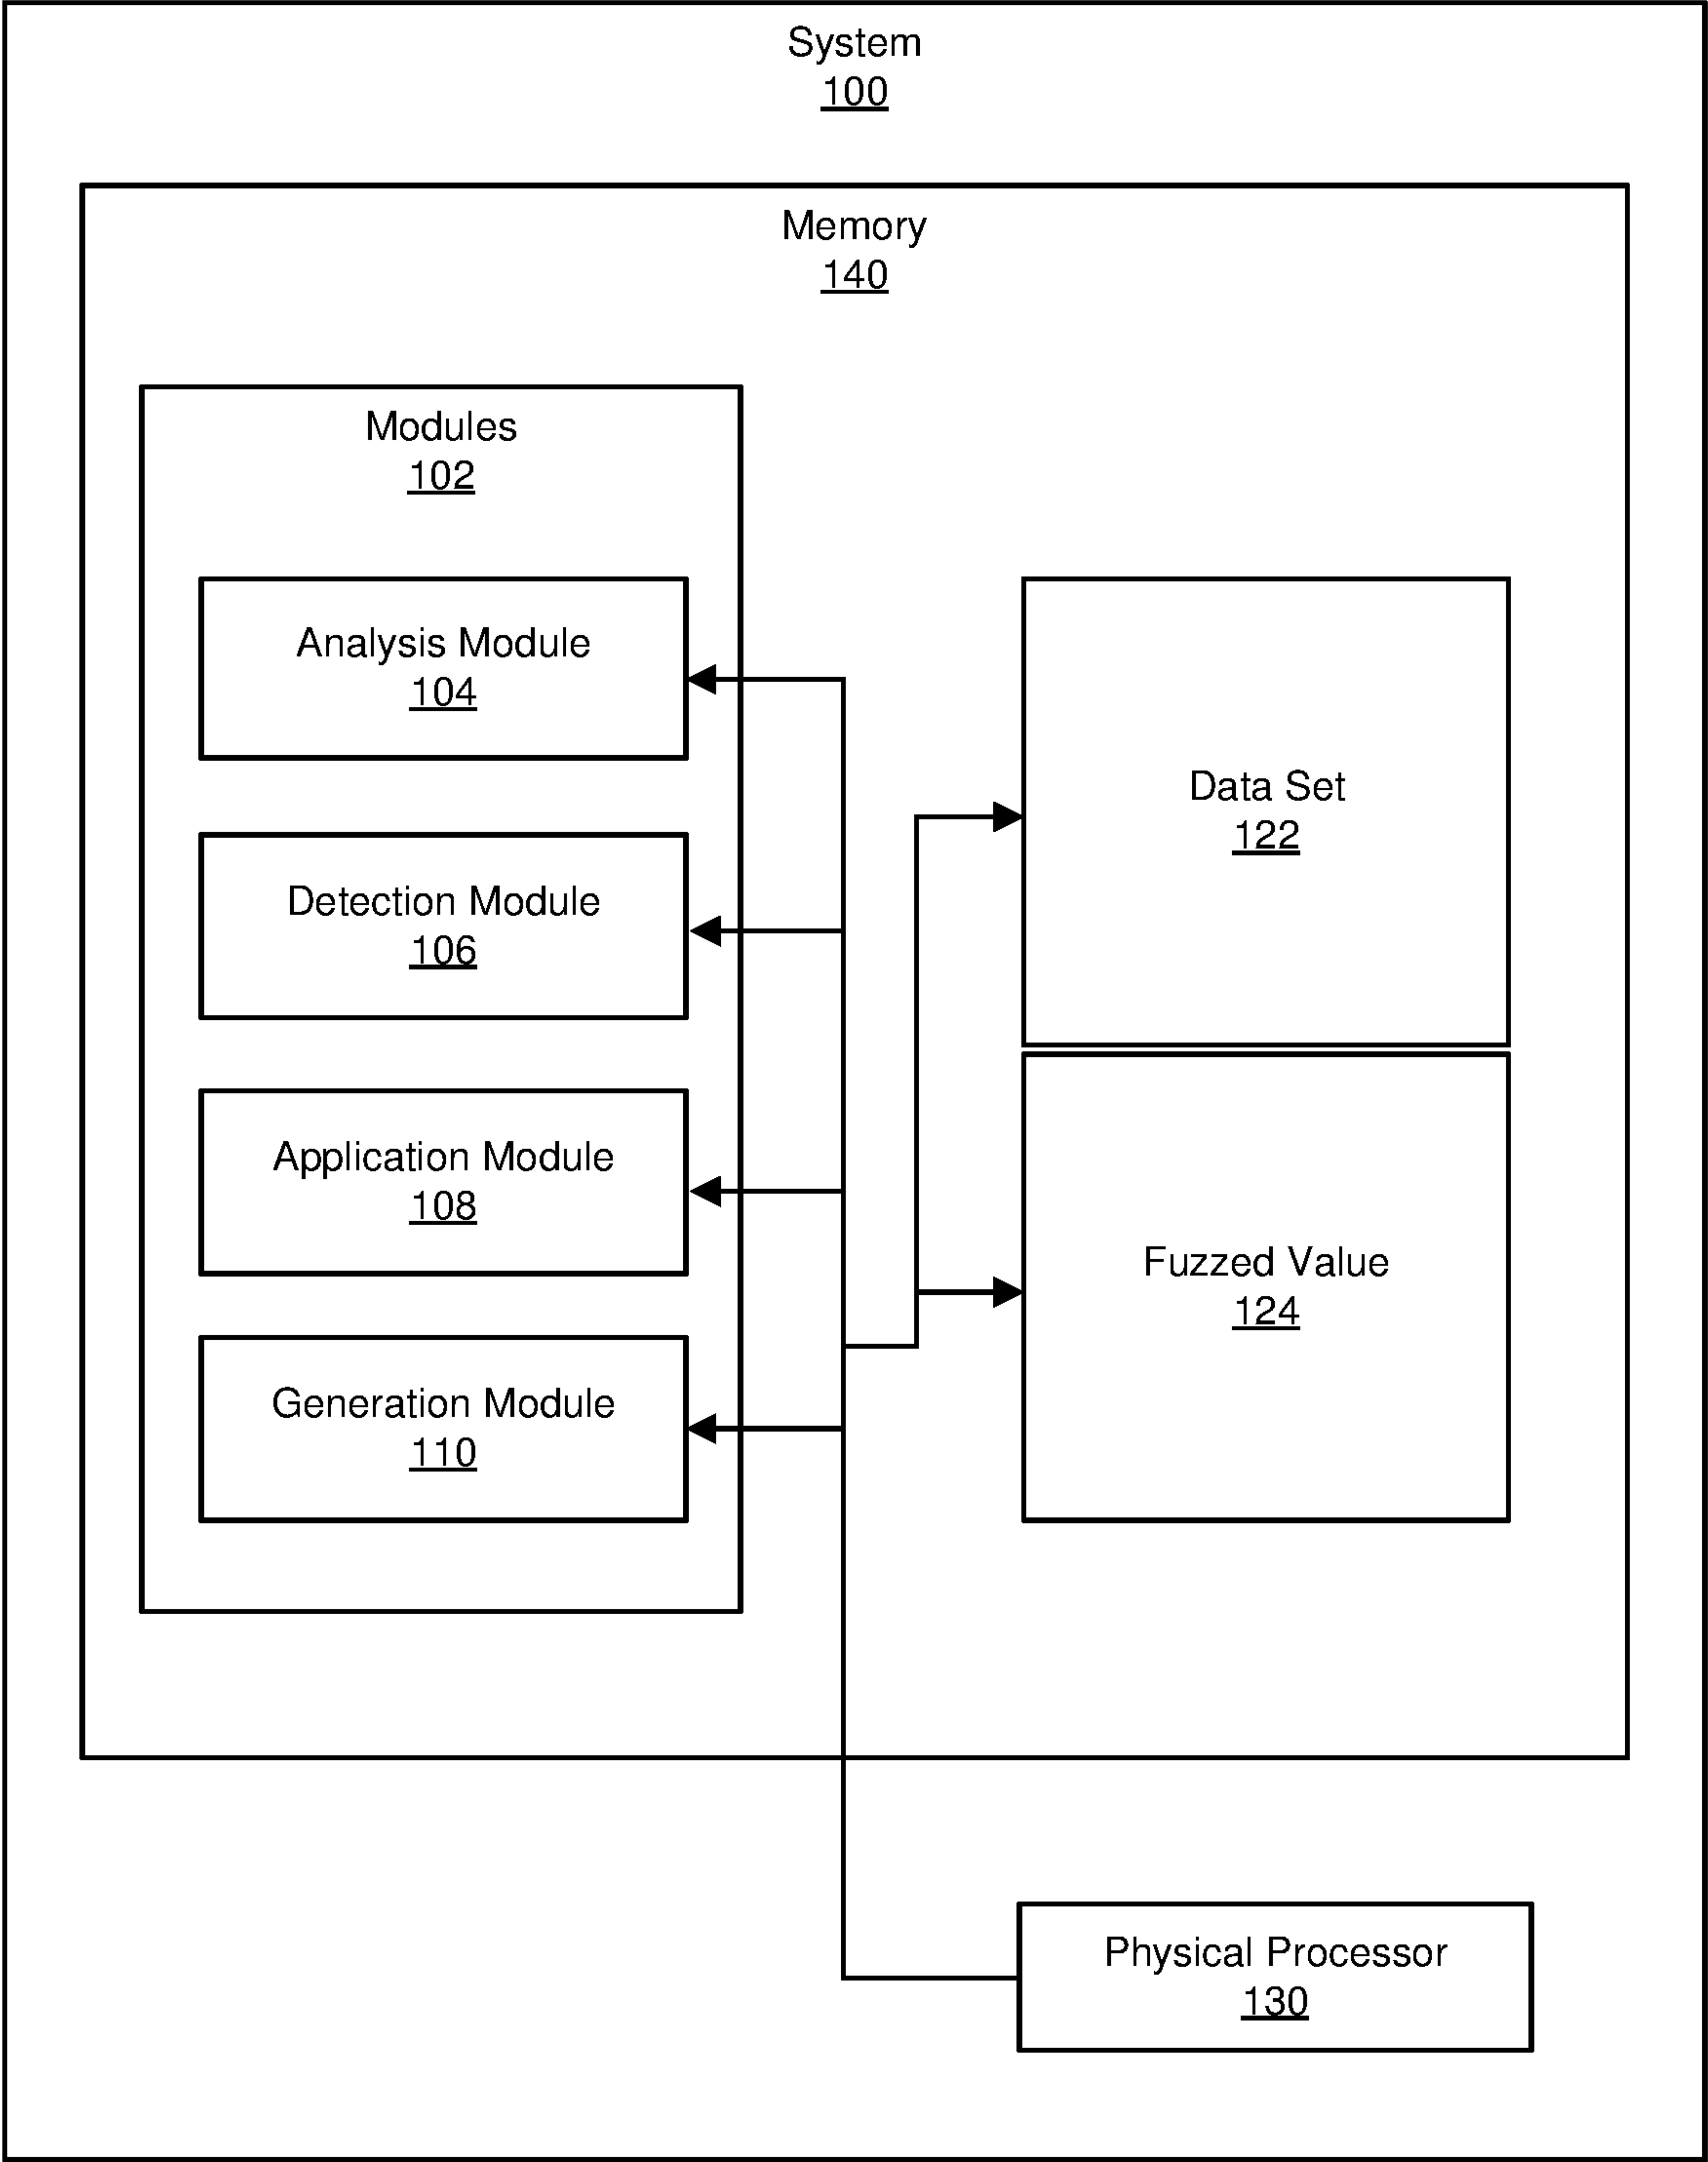 System
100
Memory
140
Modules
102
Analysis Module
104
Detection Module
106
Application Module
108
Generation Module
110
Data Set
122
Fuzzed Value
124
Physical Processor
130